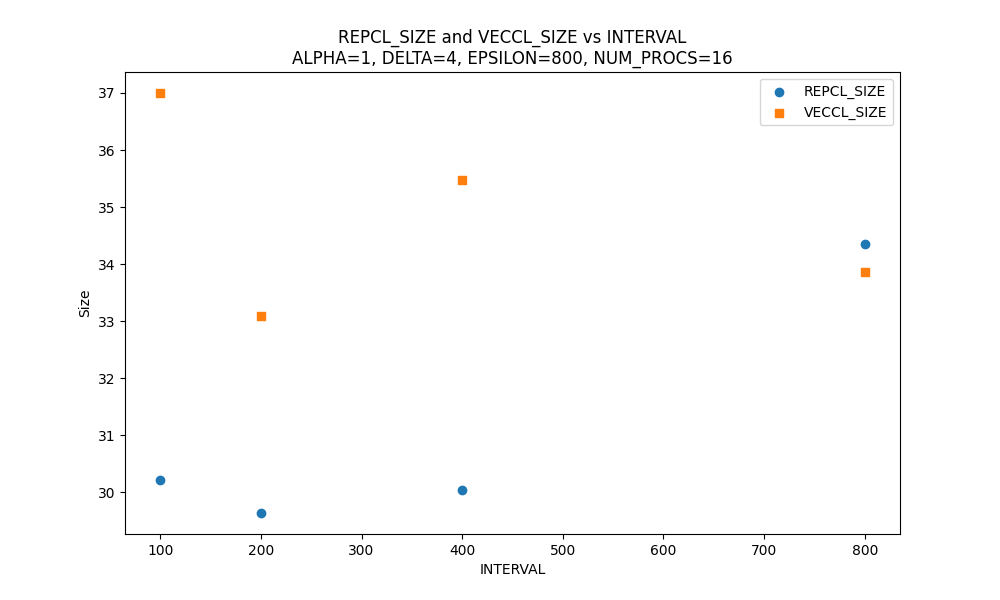 REPCL_SIZE and VECCL_SIZE vs INTERVAL
ALPHA=1, DELTA=4, EPSILON=800, NUM_PROCS=16
REPCL_SIZE
VECCL_SIZE
Size
37
36
35
34
33
32
31
30
100 200 300 400 500 600 700 800
INTERVAL